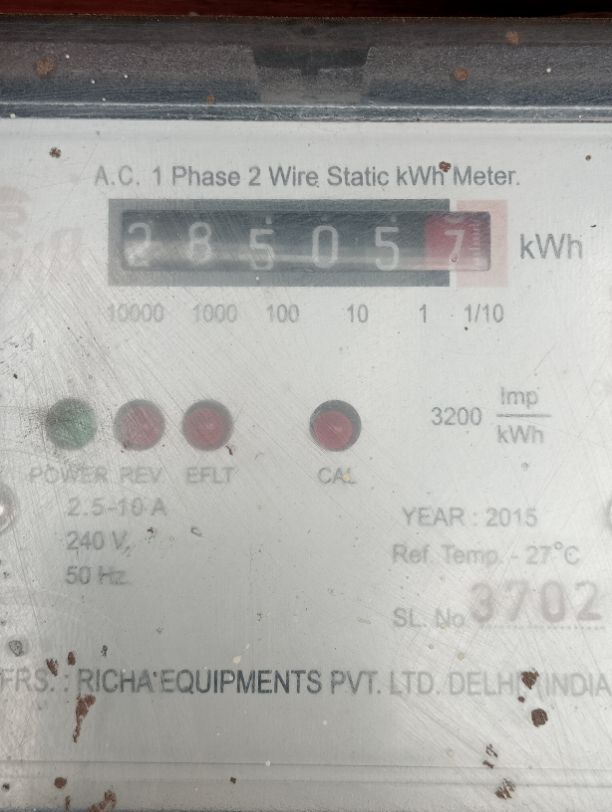 A.C. 1 Phase 2 Wire Static kWh Meter.
2 8 5 0 5 7 kWh
10000 1000 100 10 1 1/10
3200 Imp
kWh
POWER REV EFLT CAL
2.5-10 A
240 V,
50 Hz.
YEAR : 2015
Ref. Temp. - 27°C
SL. No 3702
FRS. : RICHA EQUIPMENTS PVT. LTD. DELHI (INDIA